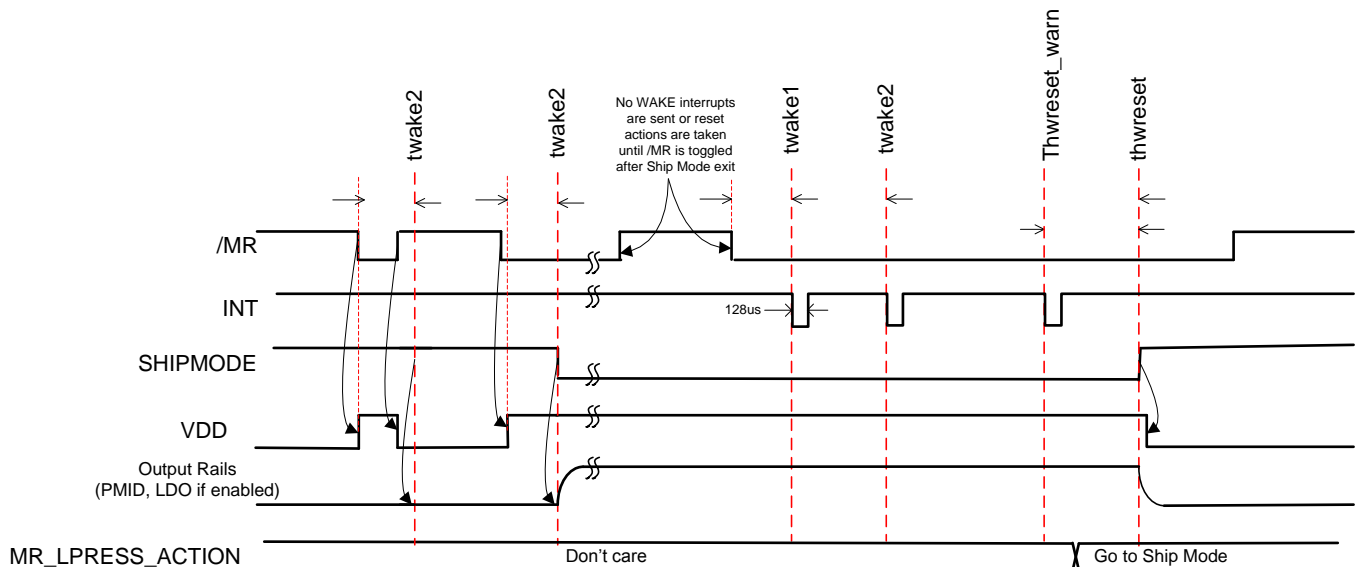 twake2
twake2
No WAKE interrupts
are sent or reset
actions are taken
until /MR is toggled
after Ship Mode exit
twake1
twake2
Thwreset_warn
thwreset
/MR
INT
128us
SHIPMODE
VDD
Output Rails
(PMID, LDO if enabled)
MR_LPRESS_ACTION
Don't care
Go to Ship Mode